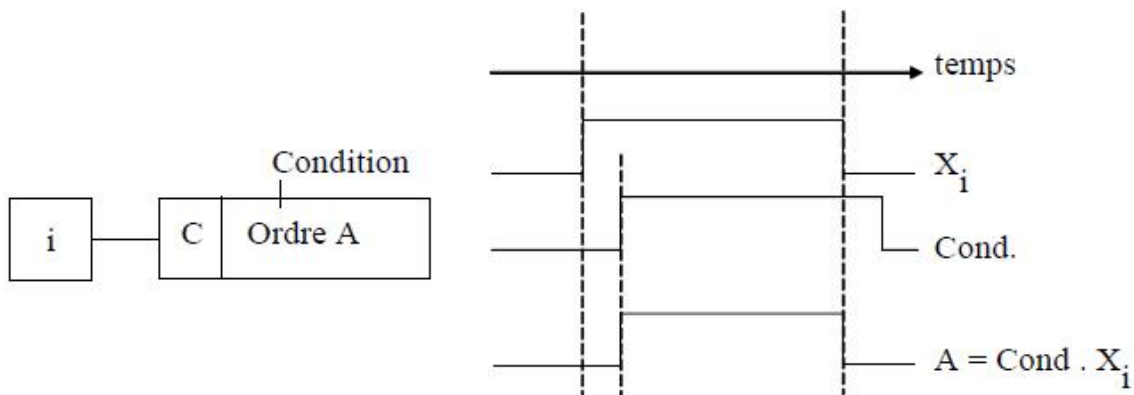 Condition
i
C
Ordre A
temps
Xi
Cond.
A = Cond . Xi